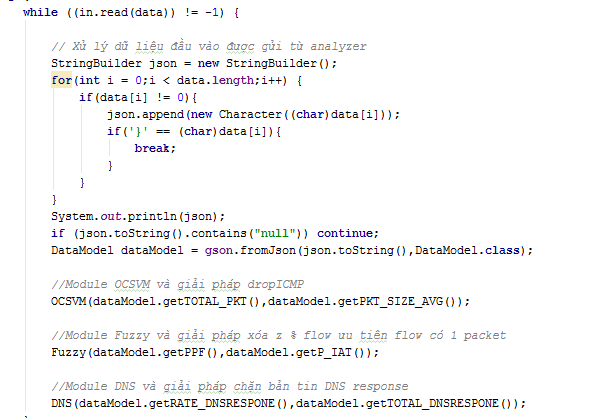 while ((in.read(data)) != -1) {
// Xử lý dữ liệu đầu vào được gửi từ analyzer
StringBuilder json = new StringBuilder();
for(int i = 0;i < data.length;i++) {
if(data[i] != 0){
json.append(new Character((char)data[i]));
if('}' == (char)data[i]){
break;
}
}
}
System.out.println(json);
if (json.toString().contains("null")) continue;
DataModel dataModel = gson.fromJson(json.toString(),DataModel.class);
//Module OCSVM và giải pháp dropICMP
OCSVM(dataModel.getTOTAL_PKT(),dataModel.getPKT_SIZE_AVG());
//Module Fuzzy và giải pháp xóa z % flow ưu tiên flow có 1 packet
Fuzzy(dataModel.getPPF(),dataModel.getP_IAT());
//Module DNS và giải pháp chặn bản tin DNS response
DNS(dataModel.getRATE_DNSRESPONE(),dataModel.getTOTAL_DNSRESPONE());